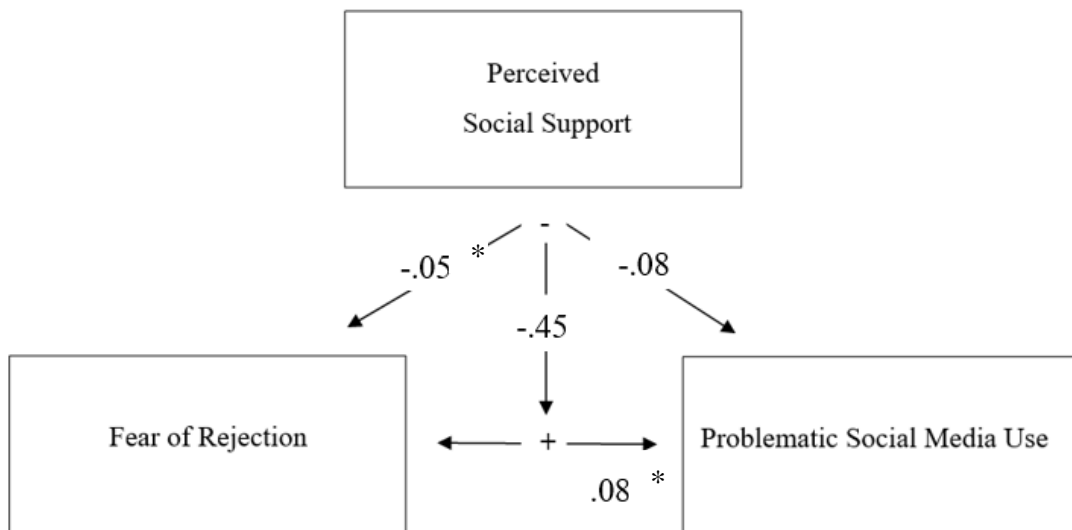 Perceived
Social Support
-
-.05 *
-.08
-.45
Fear of Rejection
+
Problematic Social Media Use
.08 *